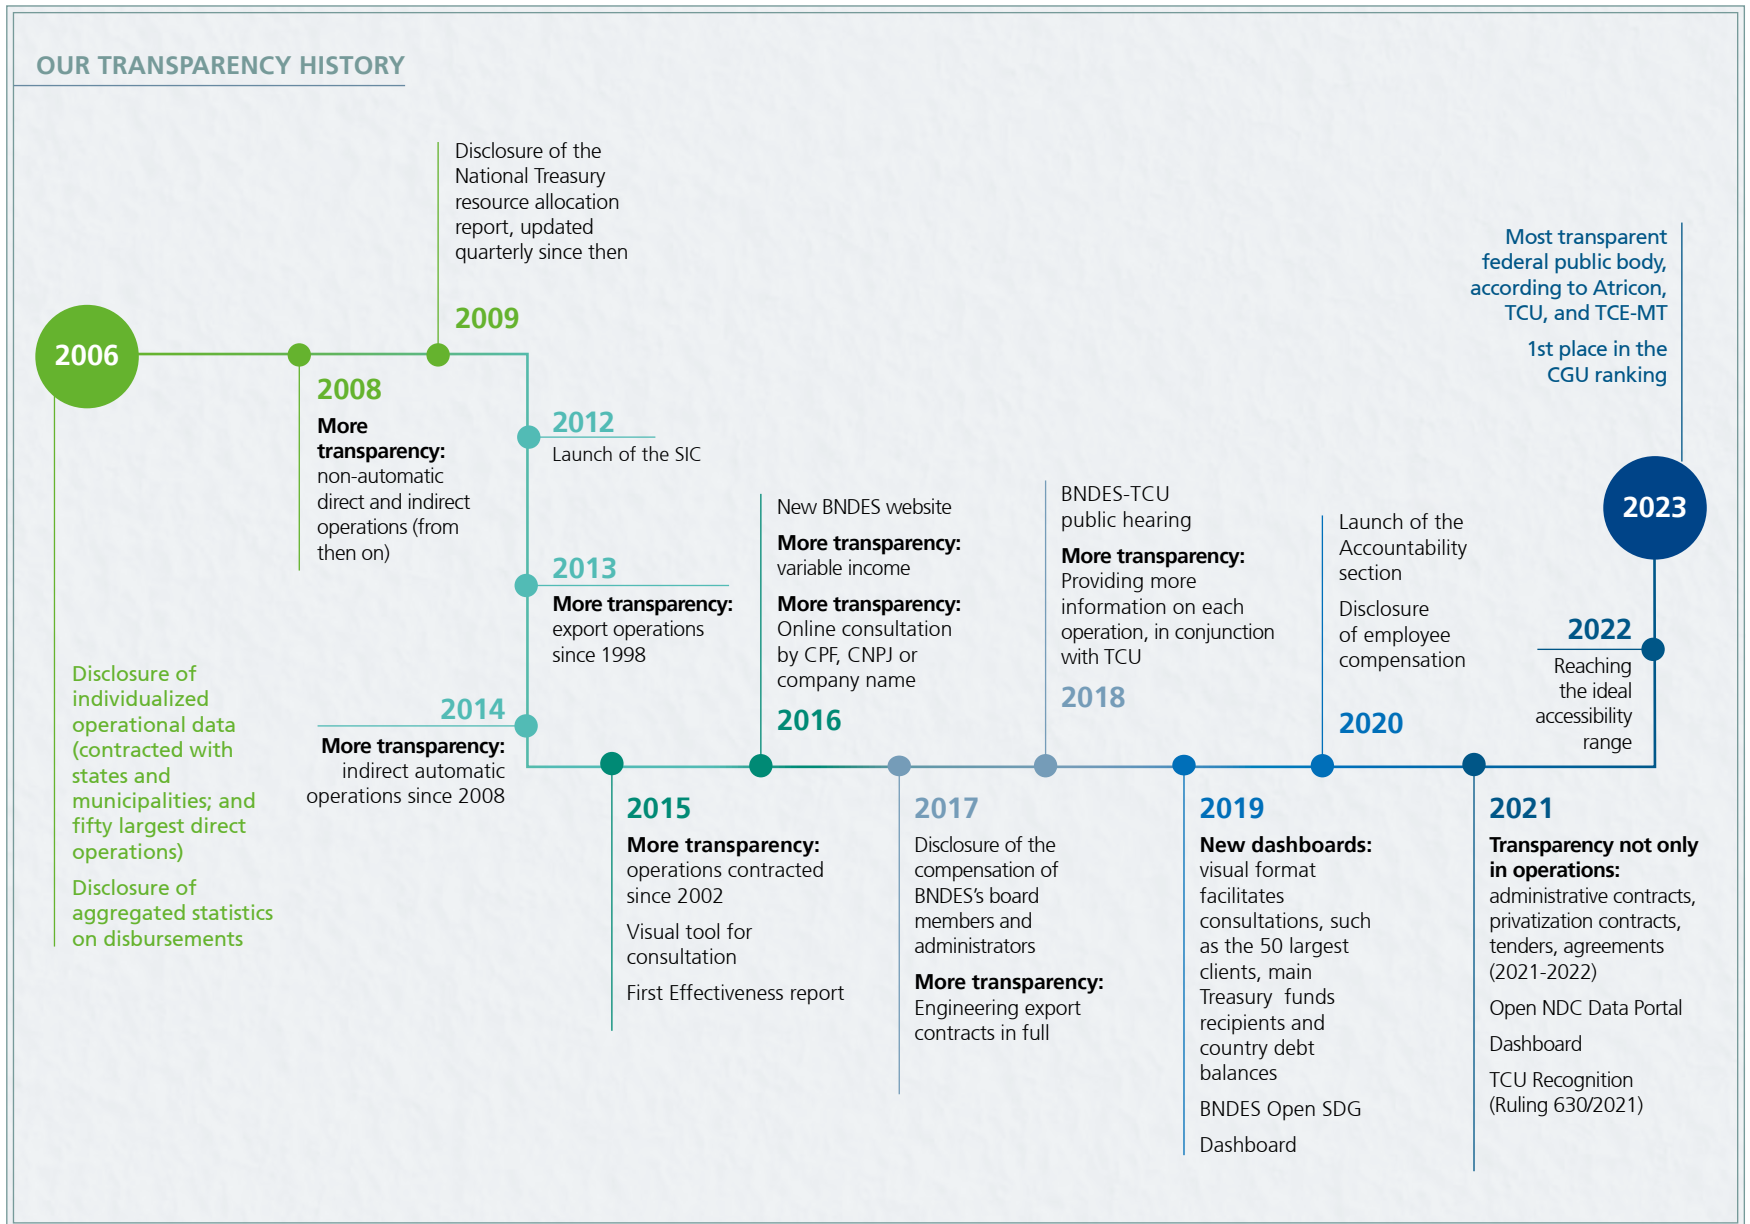 OUR TRANSPARENCY HISTORY
2006
Disclosure of
individualized
operational data
(contracted with
states and
municipalities; and
fifty largest direct
operations)
Disclosure of
aggregated statistics
on disbursements
2008
More
transparency:
non-automatic
direct and indirect
operations (from
then on)
Disclosure of the
National Treasury
resource allocation
report, updated
quarterly since then
2009
2012
Launch of the SIC
2013
More transparency:
export operations
since 1998
2014
More transparency:
indirect automatic
operations since 2008
2015
More transparency:
operations contracted
since 2002
Visual tool for
consultation
First Effectiveness report
New BNDES website
More transparency:
variable income
More transparency:
Online consultation
by CPF, CNPJ or
company name
2016
2017
Disclosure of the
compensation of
BNDES's board
members and
administrators
More transparency:
Engineering export
contracts in full
BNDES-TCU
public hearing
More transparency:
Providing more
information on each
operation, in conjunction
with TCU
2018
2019
New dashboards:
visual format
facilitates
consultations, such
as the 50 largest
clients, main
Treasury funds
recipients and
country debt
balances
BNDES Open SDG
Dashboard
Launch of the
Accountability
section
Disclosure
of employee
compensation
2020
2021
Transparency not only
in operations:
administrative contracts,
privatization contracts,
tenders, agreements
(2021-2022)
Open NDC Data Portal
Dashboard
TCU Recognition
(Ruling 630/2021)
2022
Reaching
the ideal
accessibility
range
Most transparent
federal public body,
according to Atricon,
TCU, and TCE-MT
1st place in the
CGU ranking
2023